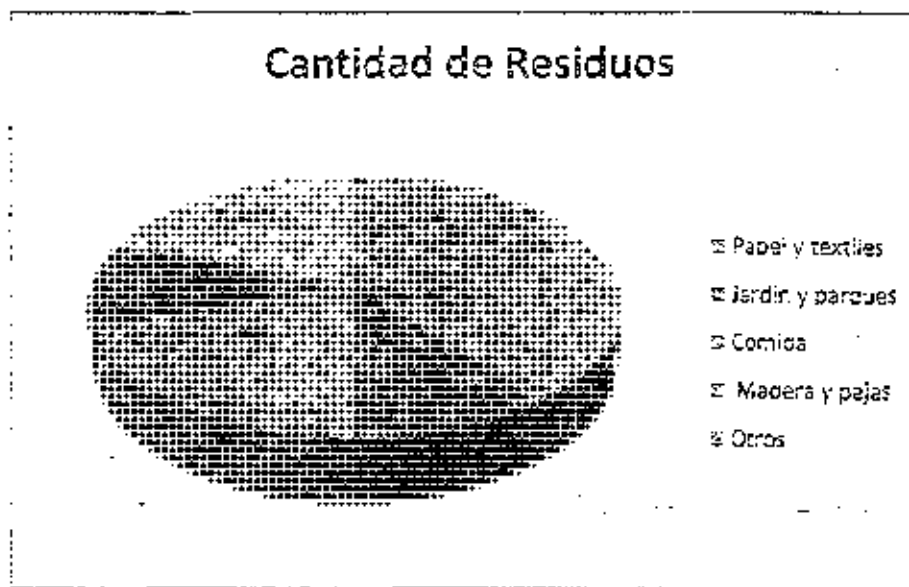 Cantidad de Residuos
Papel y textiles
Jardin y parques
Comida
Madera y pajas
Otros